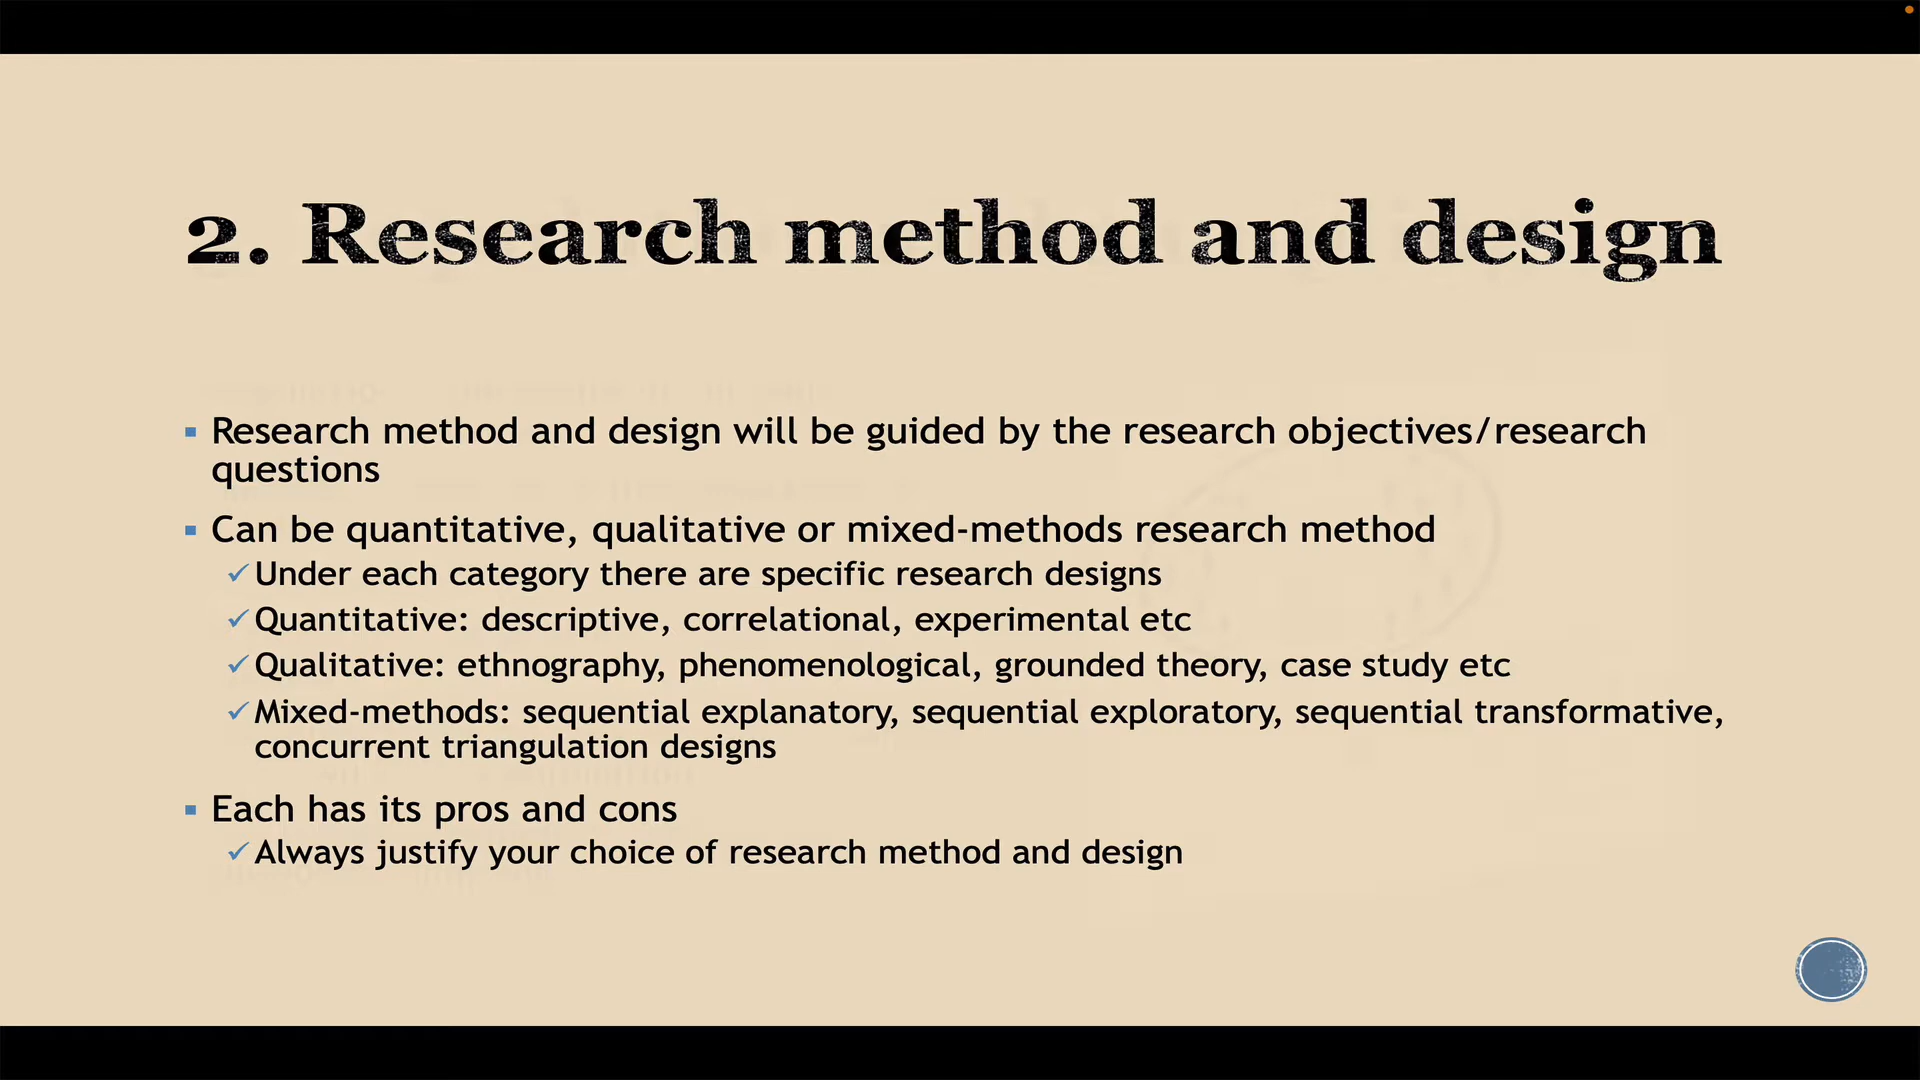 2. Research method and design
Research method and design will be guided by the research objectives/research
questions
Can be quantitative, qualitative or mixed-methods research method
Under each category there are specific research designs
Quantitative: descriptive, correlational, experimental etc
Qualitative: ethnography, phenomenological, grounded theory, case study etc
Mixed-methods: sequential explanatory, sequential exploratory, sequential transformative,
concurrent triangulation designs
Each has its pros and cons
Always justify your choice of research method and design